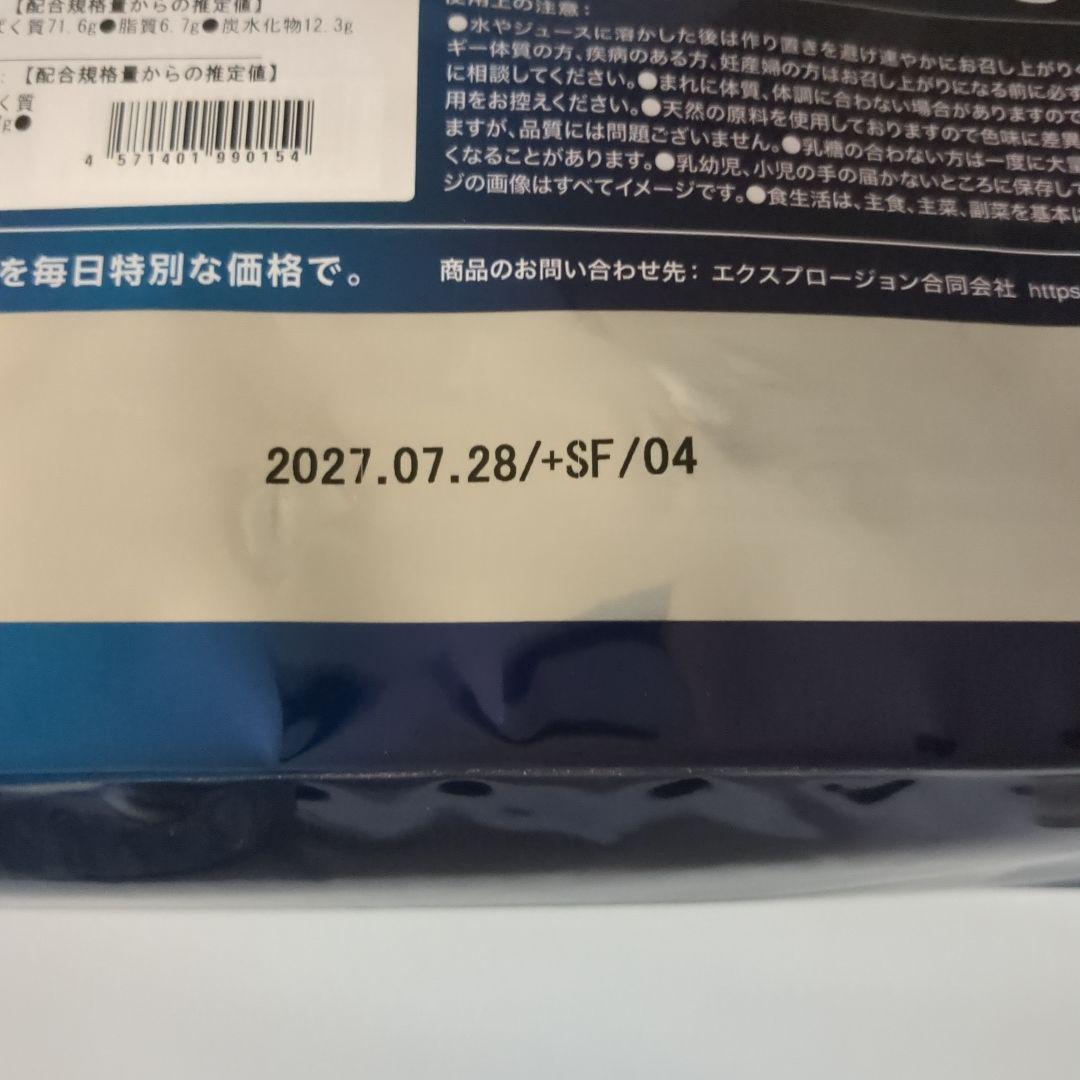 【配合規格量からの推定値】
く質71.6g●脂質6.7g●炭水化物12.3g
【配合規格量からの推定値】
く質
g●
4 571401 990154
使用上の注意:
●水やジュースに溶かした後は作り置きを避け速やかにお召し上がり
ギー体質の方、疾病のある方、妊産婦の方はお召し上がりになる前に必ず
に相談してください。●まれに体質、体調に合わない場合がありますので
用をお控えください。●天然の原料を使用しておりますので色味に差異
ますが、品質には問題ございません。●乳糖の合わない方は一度に大量
くなることがあります。●乳幼児、小児の手の届かないところに保存して
ジの画像はすべてイメージです。●食生活は、主食、主菜、副菜を基本に
を毎日特別な価格で。
商品のお問い合わせ先：エクスプロージョン合同会社 https
2027.07.28/+SF/04